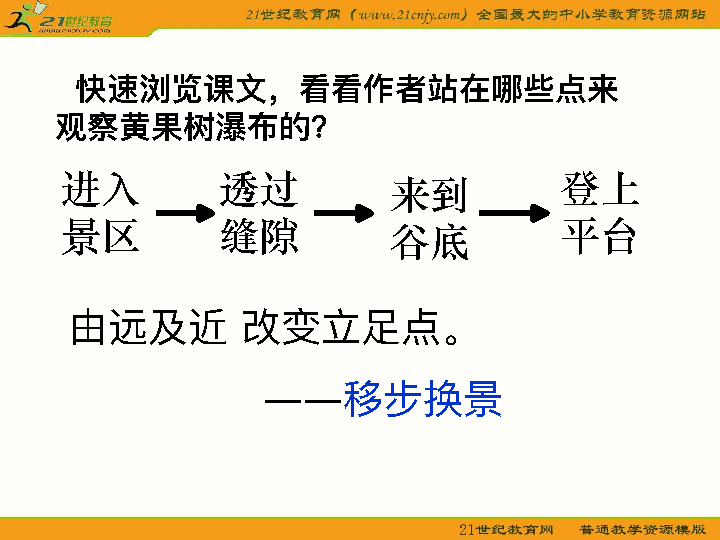 21世纪教育
www.21cnjy.com
21世纪教育网（www.21cnjy.com）全国最大的中小学教育资源网站
快速浏览课文，看看作者站在哪些点来
观察黄果树瀑布的？
进入 透过 来到 登上
景区 缝隙 谷底 平台
由远及近 改变立足点。
——移步换景
21世纪教育网 普通教学资源模版